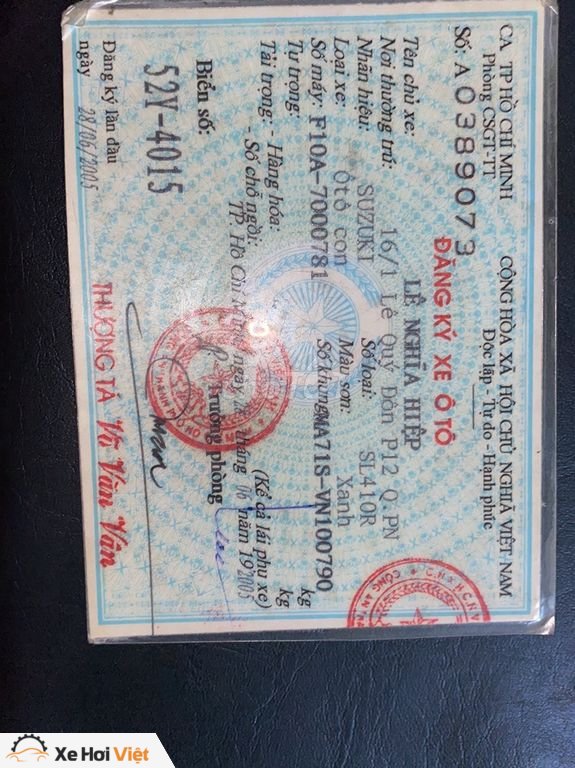 CA TP HỒ CHÍ MINH
Phòng CSGT-TT
Số: A 0389073
CỘNG HÒA XÃ HỘI CHỦ NGHĨA VIỆT NAM
Độc lập - Tự do - Hạnh phúc
ĐĂNG KÝ XE Ô TÔ
Tên chủ xe: LÊ NGHĨA HIỆP
Nơi thường trú: 16/1 Lê Quý Đôn P12 Q.PN
Nhãn hiệu: SUZUKI Số loại: SL410R
Loại xe: Ôtô con Màu sơn: Xanh
Số máy: F10A-7000781 Số khung: MA71S-VN100790
Tự trọng: kg
Tải trọng: - Hàng hóa: kg
- Số chỗ ngồi: (Kể cả lái phụ xe)
TP Hồ Chí Minh ngày tháng 06 năm 19 2005
Biển số:
52Y-4015
Trưởng phòng
Đăng ký lần đầu
ngày 28/06/2005
THƯỢNG TÁ Võ Văn Vân
Xe Hơi Việt